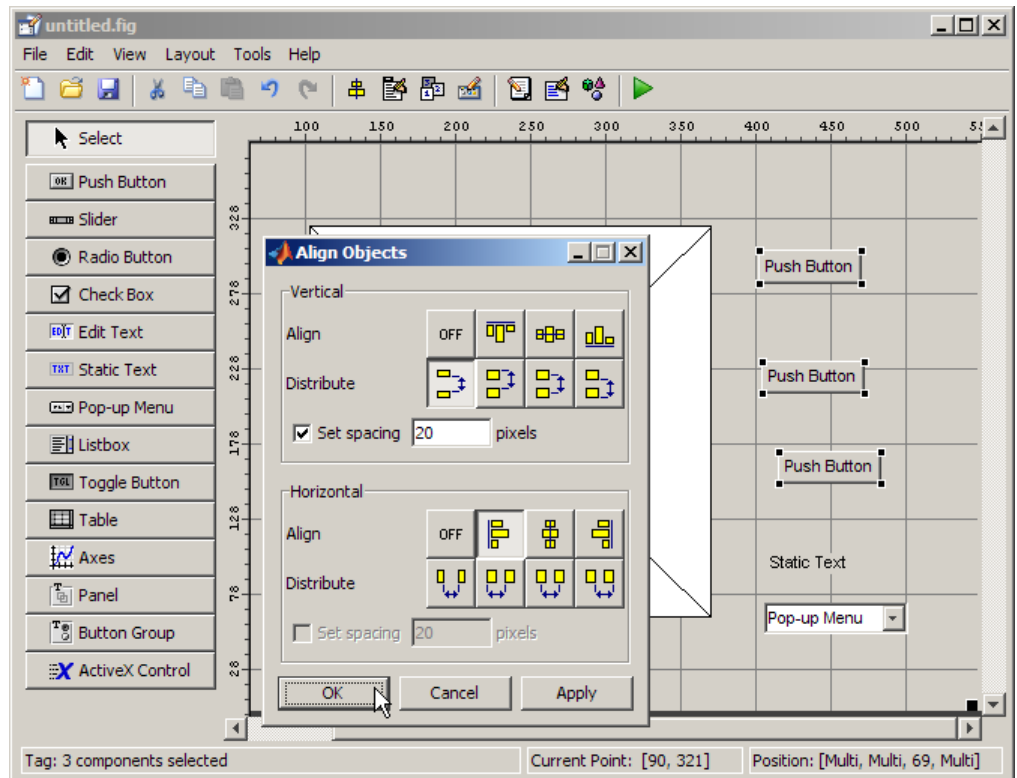 untitled.fig
File Edit View Layout Tools Help
100 150 200 250 300 350 400 450 500
Select
OK Push Button
Slider
Radio Button
Check Box
EDIT Edit Text
TXT Static Text
Pop-up Menu
Listbox
TGL Toggle Button
Table
Axes
Panel
Button Group
ActiveX Control
328
278
228
178
128
78
28
Align Objects
Vertical
Align OFF
Distribute
Set spacing 20 pixels
Horizontal
Align OFF
Distribute
Set spacing 20 pixels
OK Cancel Apply
Push Button
Push Button
Push Button
Static Text
Pop-up Menu
Tag: 3 components selected
Current Point: [90, 321]
Position: [Multi, Multi, 69, Multi]